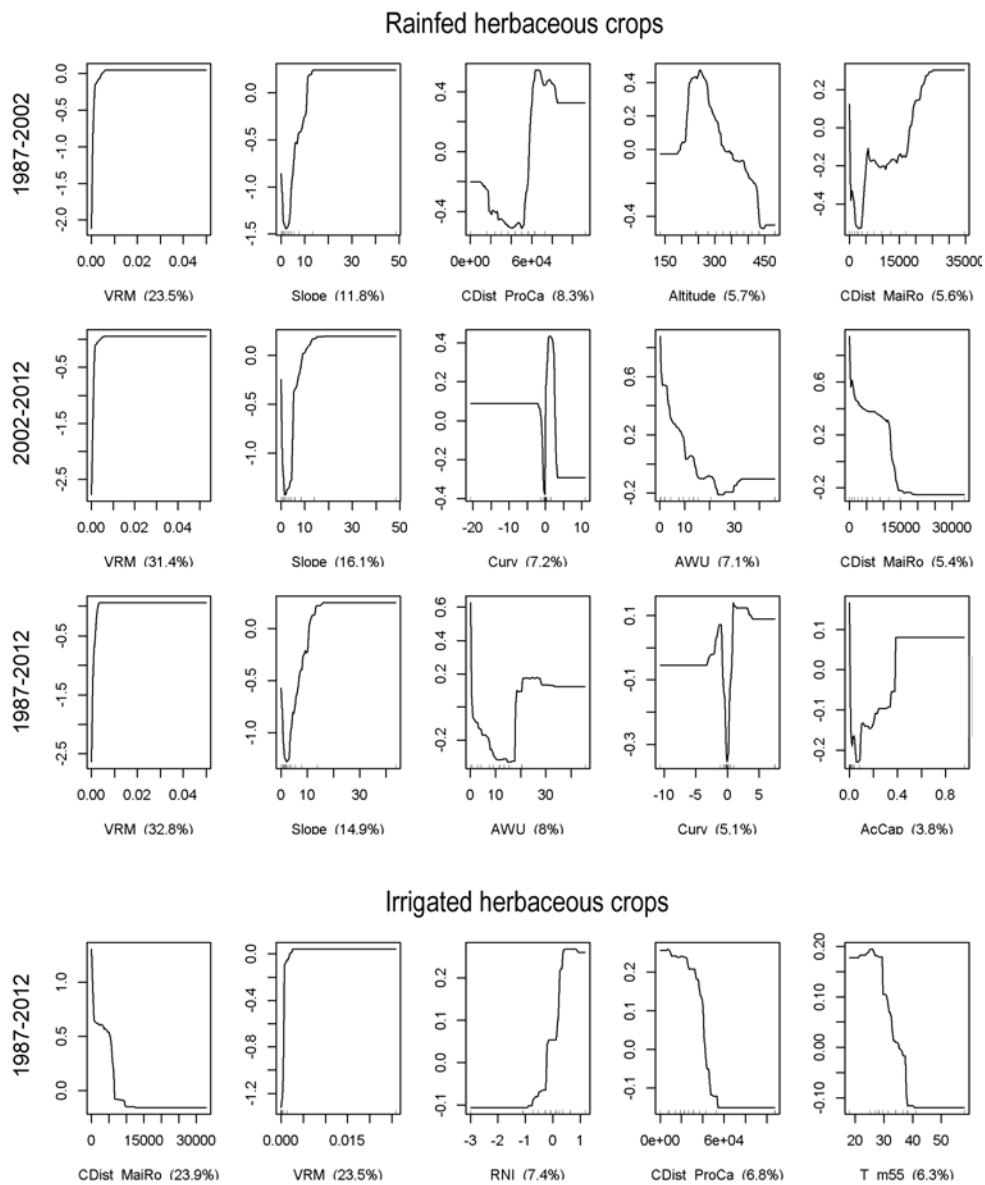 Rainfed herbaceous crops
1987-2002
-2.0 -1.5 -1.0 -0.5 0.0
0.00 0.02 0.04
VRM (23.5%)
-1.5 -1.0 -0.5 0.0
0 10 30 50
Slope (11.8%)
-0.4 0.0 0.4
0e+00 6e+04
CDist_ProCa (8.3%)
-0.4 -0.2 0.0 0.2 0.4
150 300 450
Altitude (5.7%)
-0.4 -0.2 0.0 0.2
0 15000 35000
CDist_MaiRo (5.6%)
2002-2012
-2.5 -1.5 -0.5
0.00 0.02 0.04
VRM (31.4%)
-1.0 0.0
0 10 30 50
Slope (16.1%)
-0.4 -0.2 0.0 0.2 0.4
-20 -10 0 10
Curv (7.2%)
-0.2 0.2 0.6
0 10 30
AWU (7.1%)
-0.2 0.2 0.6
0 15000 30000
CDist_MaiRo (5.4%)
1987-2012
-2.5 -1.5 -0.5
0.00 0.02 0.04
VRM (32.8%)
-1.0 -0.5 0.0
0 10 30
Slope (14.9%)
-0.2 0.2 0.6
0 10 30
AWU (8%)
-0.3 -0.1 0.1
-10 -5 0 5
Curv (5.1%)
-0.2 -0.1 0.0 0.1
0.0 0.4 0.8
AcCap (3.8%)
Irrigated herbaceous crops
1987-2012
0.0 0.5 1.0
0 15000 30000
CDist_MaiRo (23.9%)
-1.2 -0.8 -0.4 0.0
0.000 0.015
VRM (23.5%)
-0.1 0.0 0.1 0.2
-3 -2 -1 0 1
RNI (7.4%)
-0.1 0.0 0.1 0.2
0e+00 6e+04
CDist_ProCa (6.8%)
-0.10 0.00 0.10 0.20
20 30 40 50
T_m55 (6.3%)